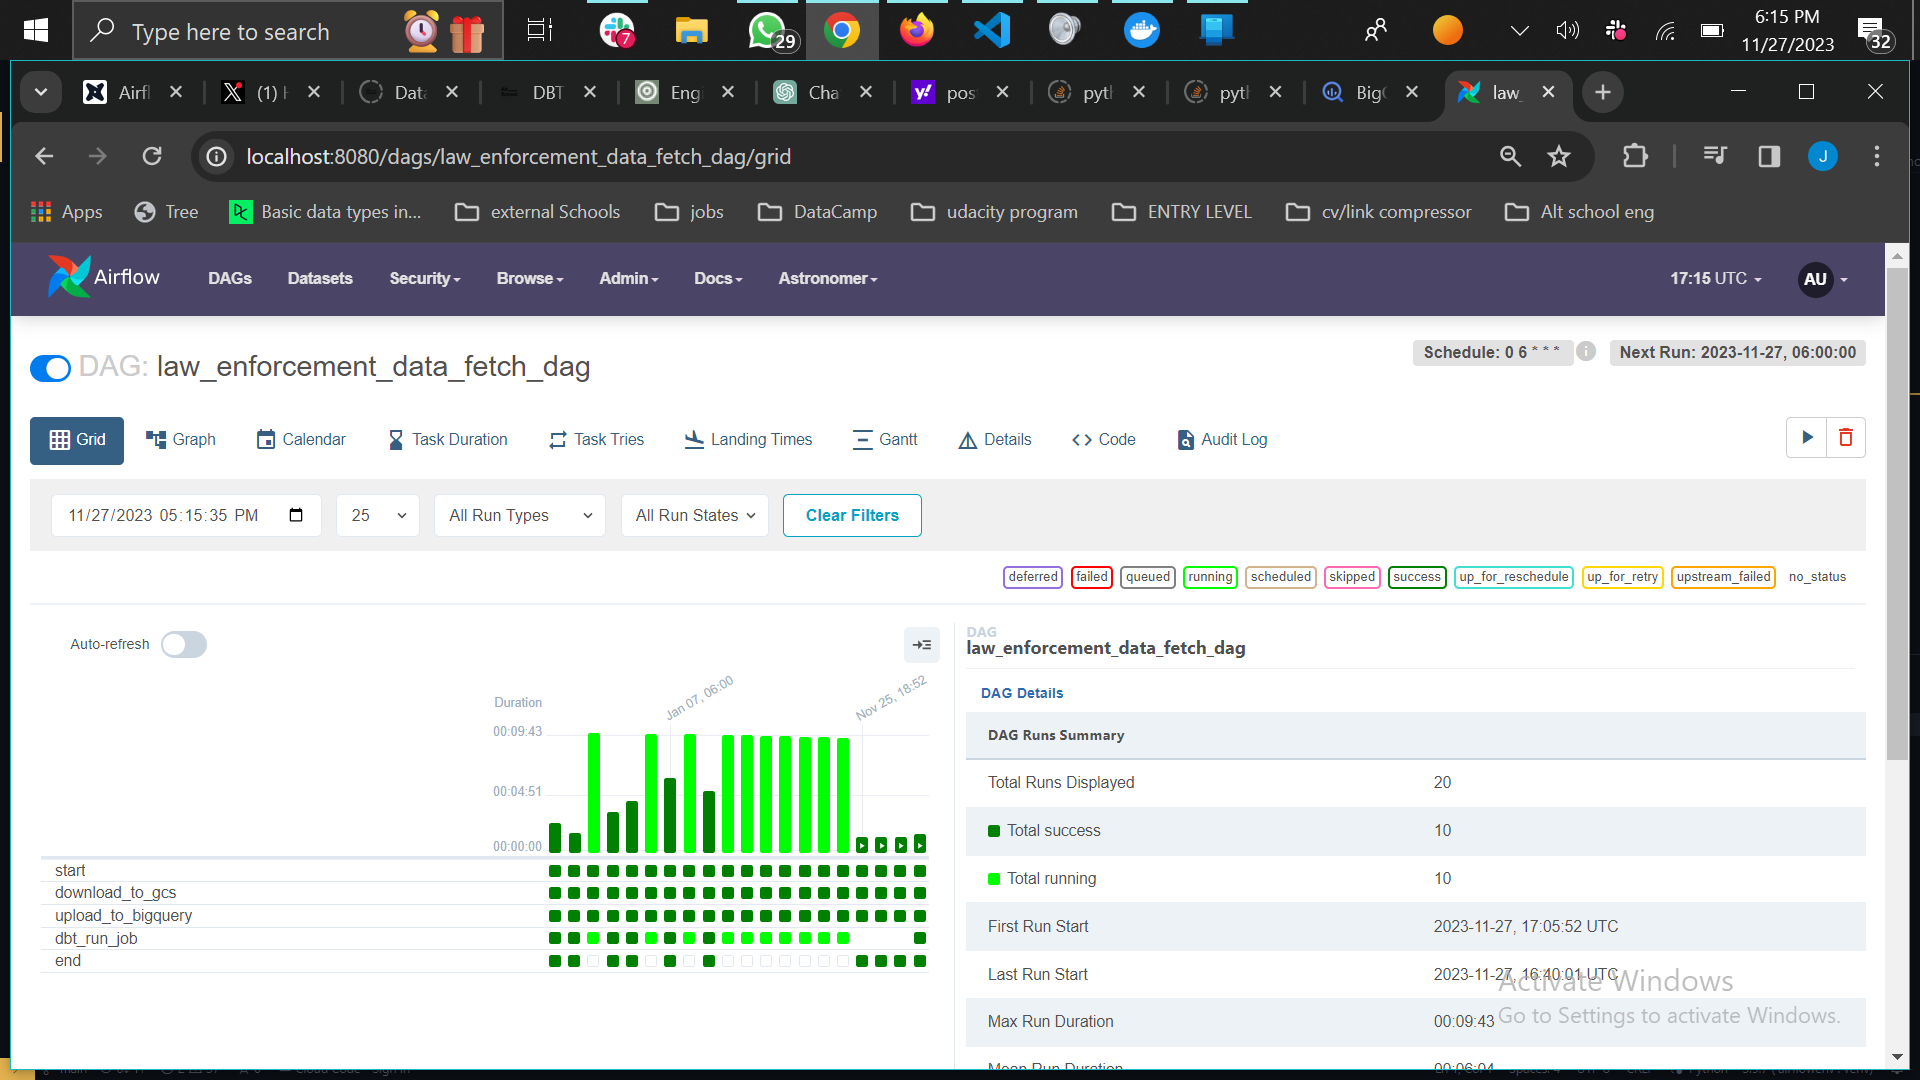 Type here to search
7
29
6:15 PM
11/27/2023
32
Airfl
(1)
Data
DBT
Engi
Cha
pos
pyt
pyt
Big
law_
localhost:8080/dags/law_enforcement_data_fetch_dag/grid
J
Apps
Tree
Basic data types in...
external Schools
jobs
DataCamp
udacity program
ENTRY LEVEL
cv/link compressor
Alt school eng
Airflow
DAGs
Datasets
Security
Browse
Admin
Docs
Astronomer
17:15 UTC
AU
DAG: law_enforcement_data_fetch_dag
Schedule: 0 6 * * *
Next Run: 2023-11-27, 06:00:00
Grid
Graph
Calendar
Task Duration
Task Tries
Landing Times
Gantt
Details
Code
Audit Log
11/27/2023 05:15:35 PM
25
All Run Types
All Run States
Clear Filters
deferred
failed
queued
running
scheduled
skipped
success
up_for_reschedule
up_for_retry
upstream_failed
no_status
Auto-refresh
Duration
Jan 07, 06:00
Nov 25, 18:52
00:09:43
00:04:51
00:00:00
start
download_to_gcs
upload_to_bigquery
dbt_run_job
end
DAG
law_enforcement_data_fetch_dag
DAG Details
DAG Runs Summary
Total Runs Displayed 20
Total success 10
Total running 10
First Run Start 2023-11-27, 17:05:52 UTC
Last Run Start 2023-11-27, 16:40:01 UTC
Max Run Duration 00:09:43
Mean Run Duration 00:06:04
Activate Windows
Go to Settings to activate Windows.